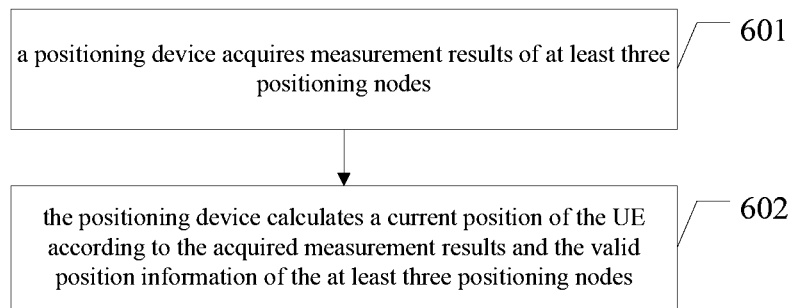 a positioning device acquires measurement results of at least three
positioning nodes
601
the positioning device calculates a current position of the UE
according to the acquired measurement results and the valid
position information of the at least three positioning nodes
602